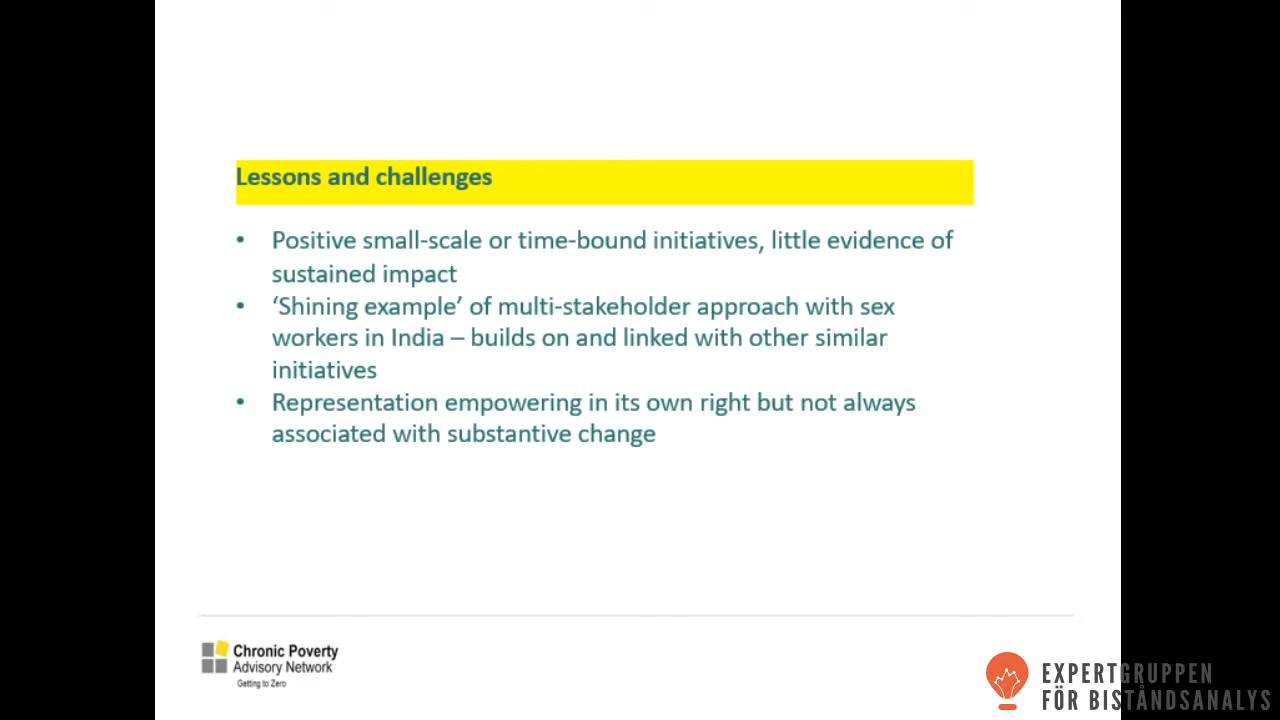 Lessons and challenges
• Positive small-scale or time-bound initiatives, little evidence of
sustained impact
• ‘Shining example’ of multi-stakeholder approach with sex
workers in India – builds on and linked with other similar
initiatives
• Representation empowering in its own right but not always
associated with substantive change
Chronic Poverty
Advisory Network
Getting to Zero
EXPERTGRUPPEN
FÖR BISTÅNDSANALYS